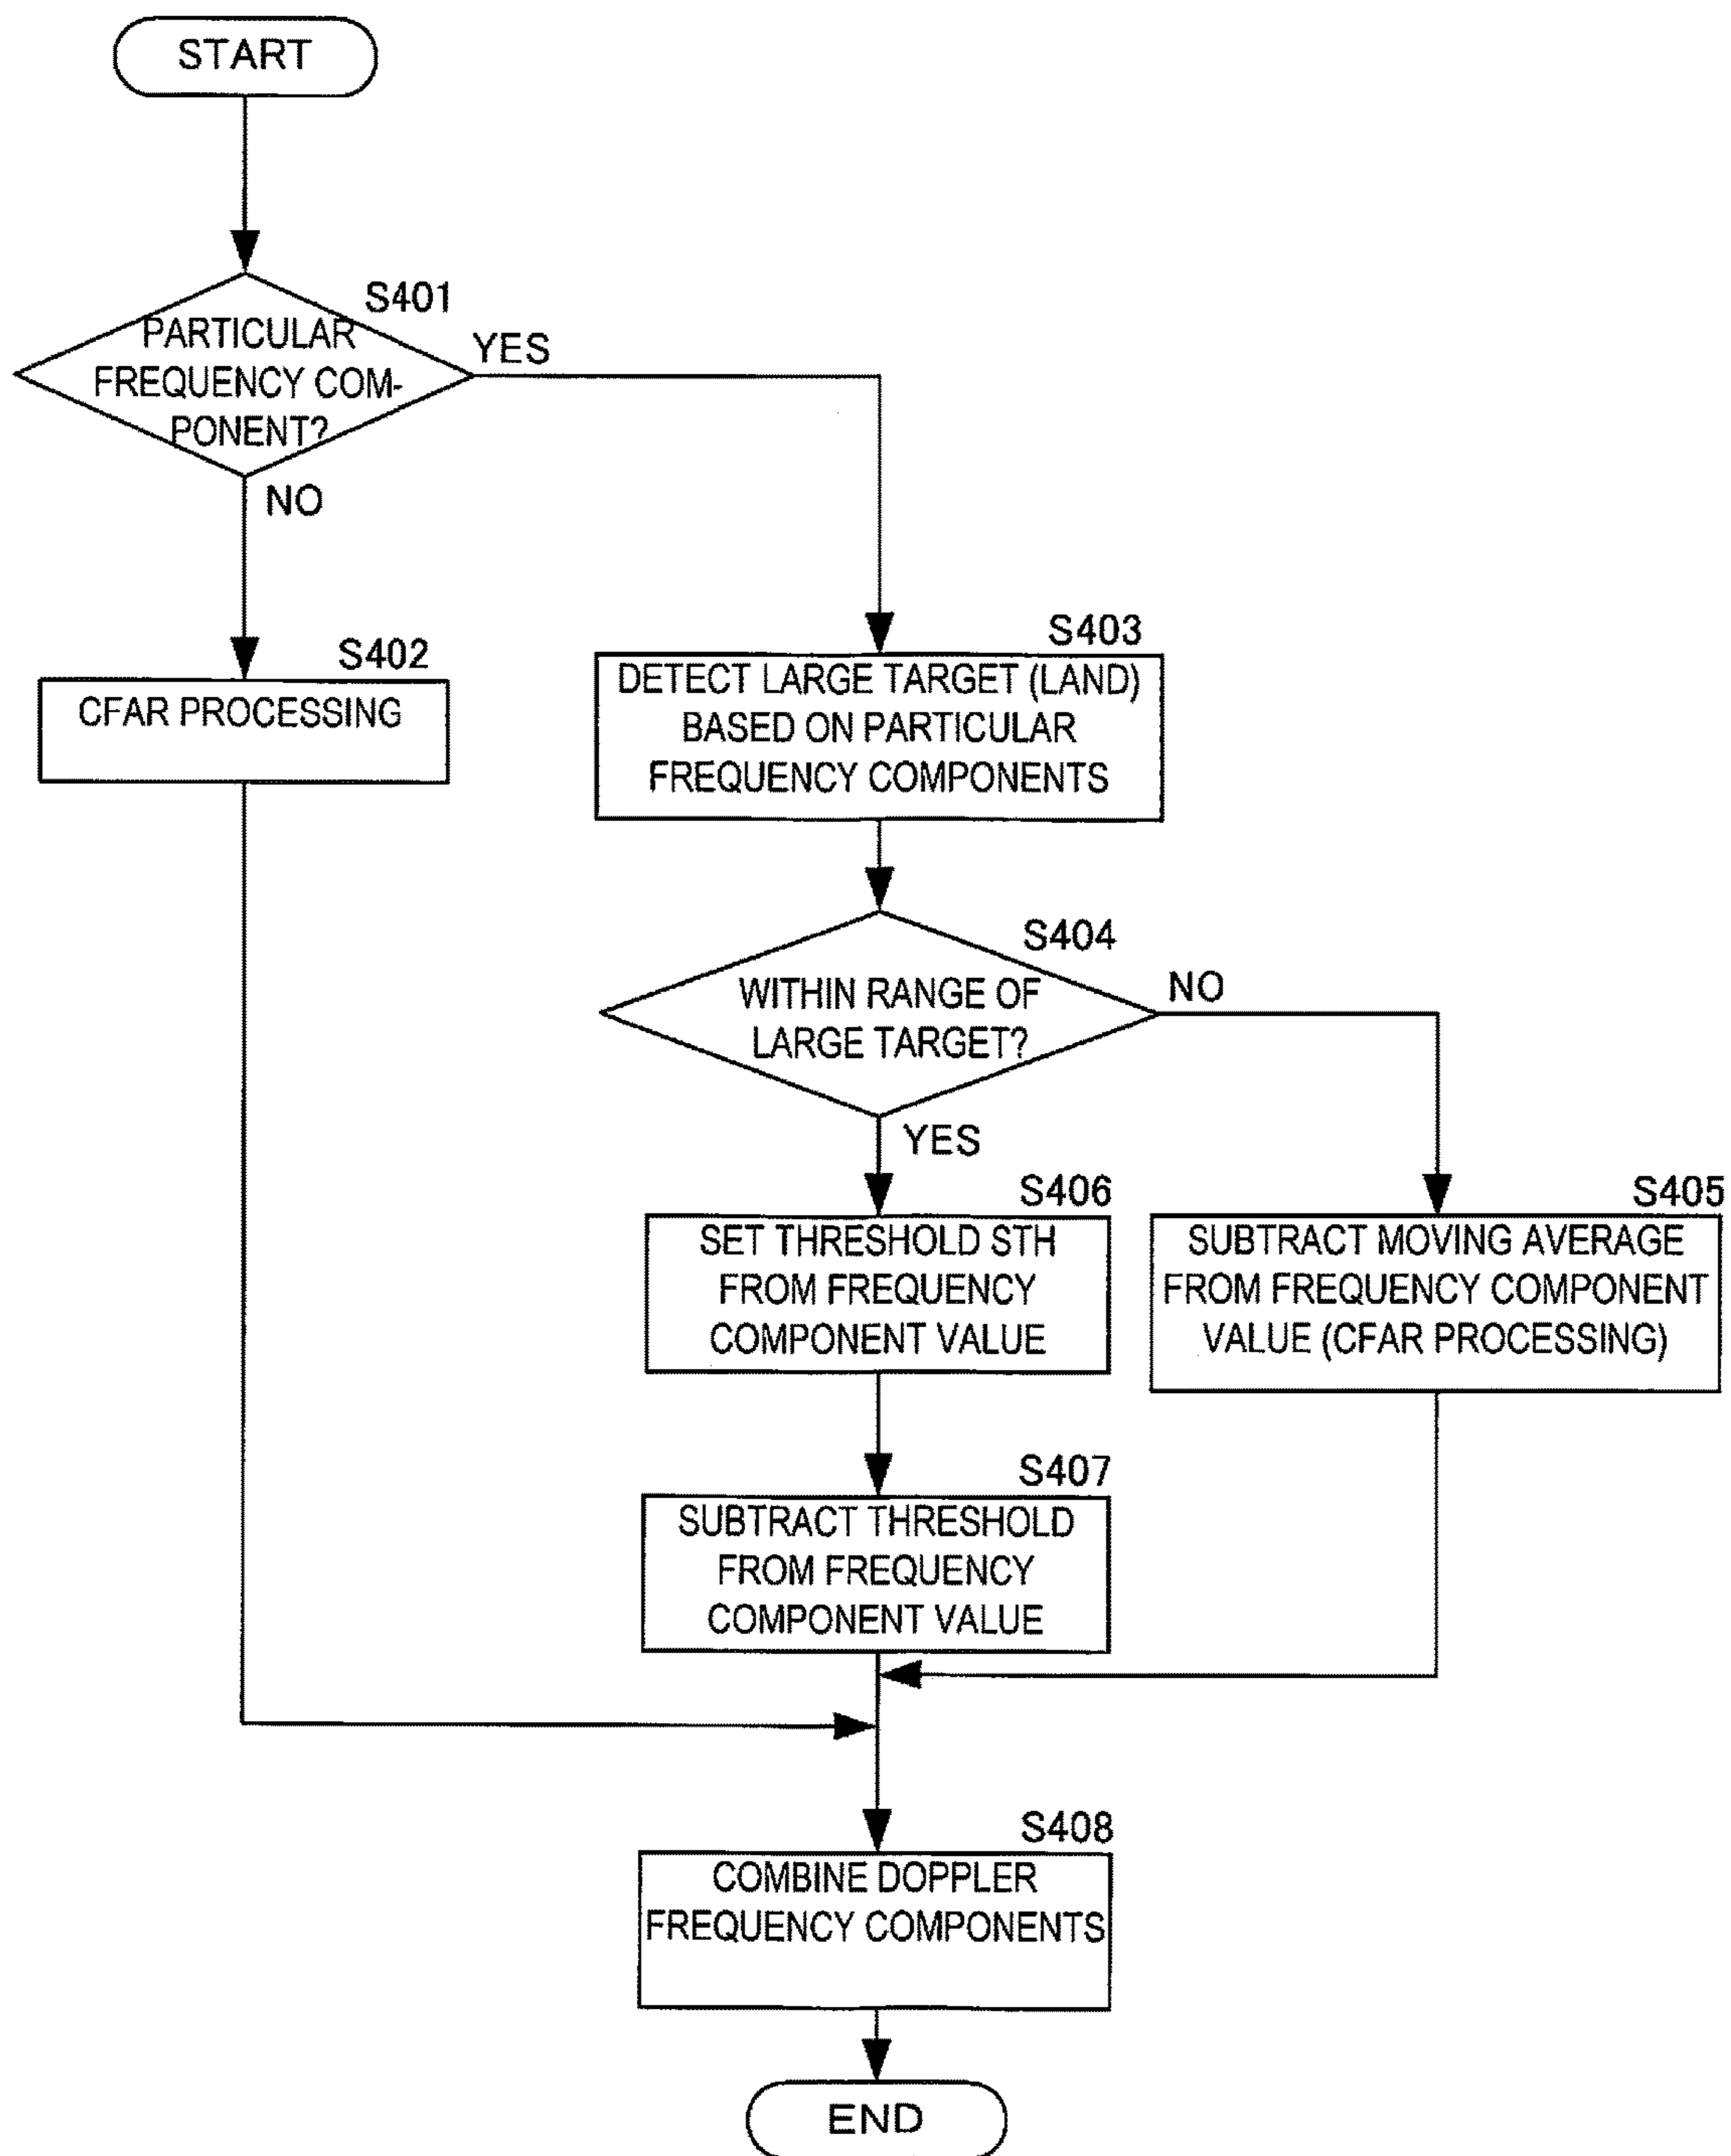 START
S401
PARTICULAR
FREQUENCY COM-
PONENT?
YES
NO
S402
CFAR PROCESSING
S403
DETECT LARGE TARGET (LAND)
BASED ON PARTICULAR
FREQUENCY COMPONENTS
S404
WITHIN RANGE OF
LARGE TARGET?
NO
YES
S406
SET THRESHOLD STH
FROM FREQUENCY
COMPONENT VALUE
S405
SUBTRACT MOVING AVERAGE
FROM FREQUENCY COMPONENT
VALUE (CFAR PROCESSING)
S407
SUBTRACT THRESHOLD
FROM FREQUENCY
COMPONENT VALUE
S408
COMBINE DOPPLER
FREQUENCY COMPONENTS
END